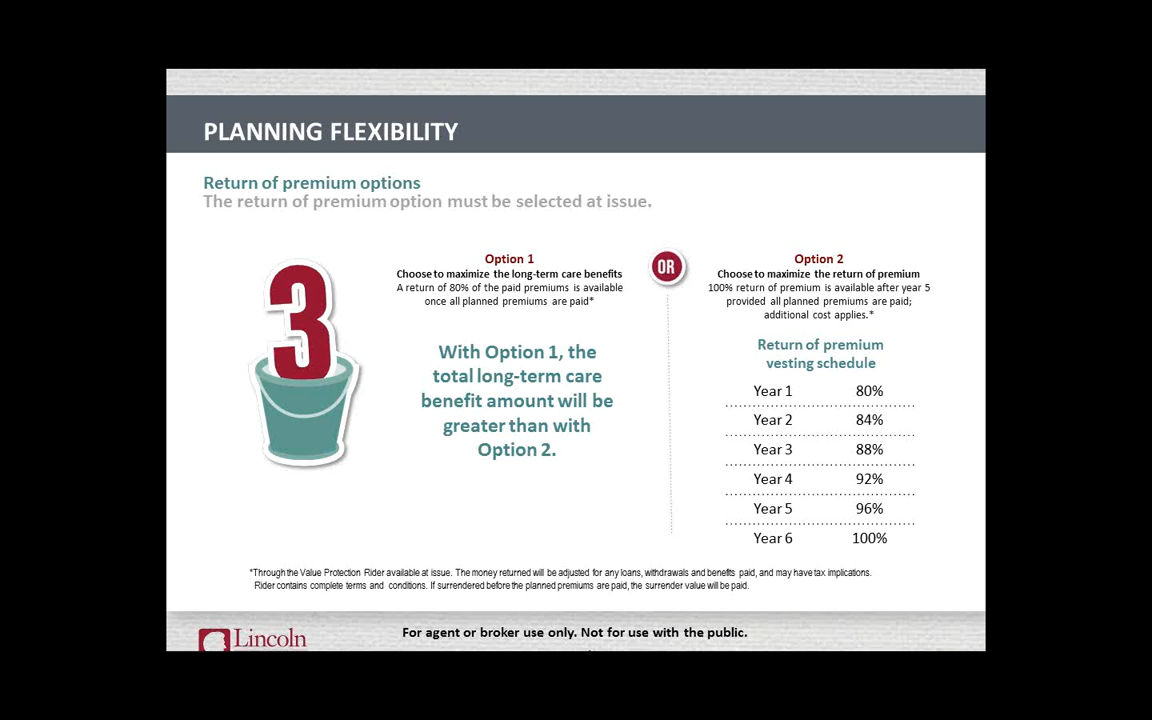 PLANNING FLEXIBILITY
Return of premium options
The return of premium option must be selected at issue.
3
Option 1
Choose to maximize the long-term care benefits
A return of 80% of the paid premiums is available
once all planned premiums are paid*
With Option 1, the
total long-term care
benefit amount will be
greater than with
Option 2.
OR
Option 2
Choose to maximize the return of premium
100% return of premium is available after year 5
provided all planned premiums are paid;
additional cost applies.*
Return of premium
vesting schedule
Year 1 80%
Year 2 84%
Year 3 88%
Year 4 92%
Year 5 96%
Year 6 100%
*Through the Value Protection Rider available at issue. The money returned will be adjusted for any loans, withdrawals and benefits paid, and may have tax implications.
Rider contains complete terms and conditions. If surrendered before the planned premiums are paid, the surrender value will be paid.
Lincoln
For agent or broker use only. Not for use with the public.